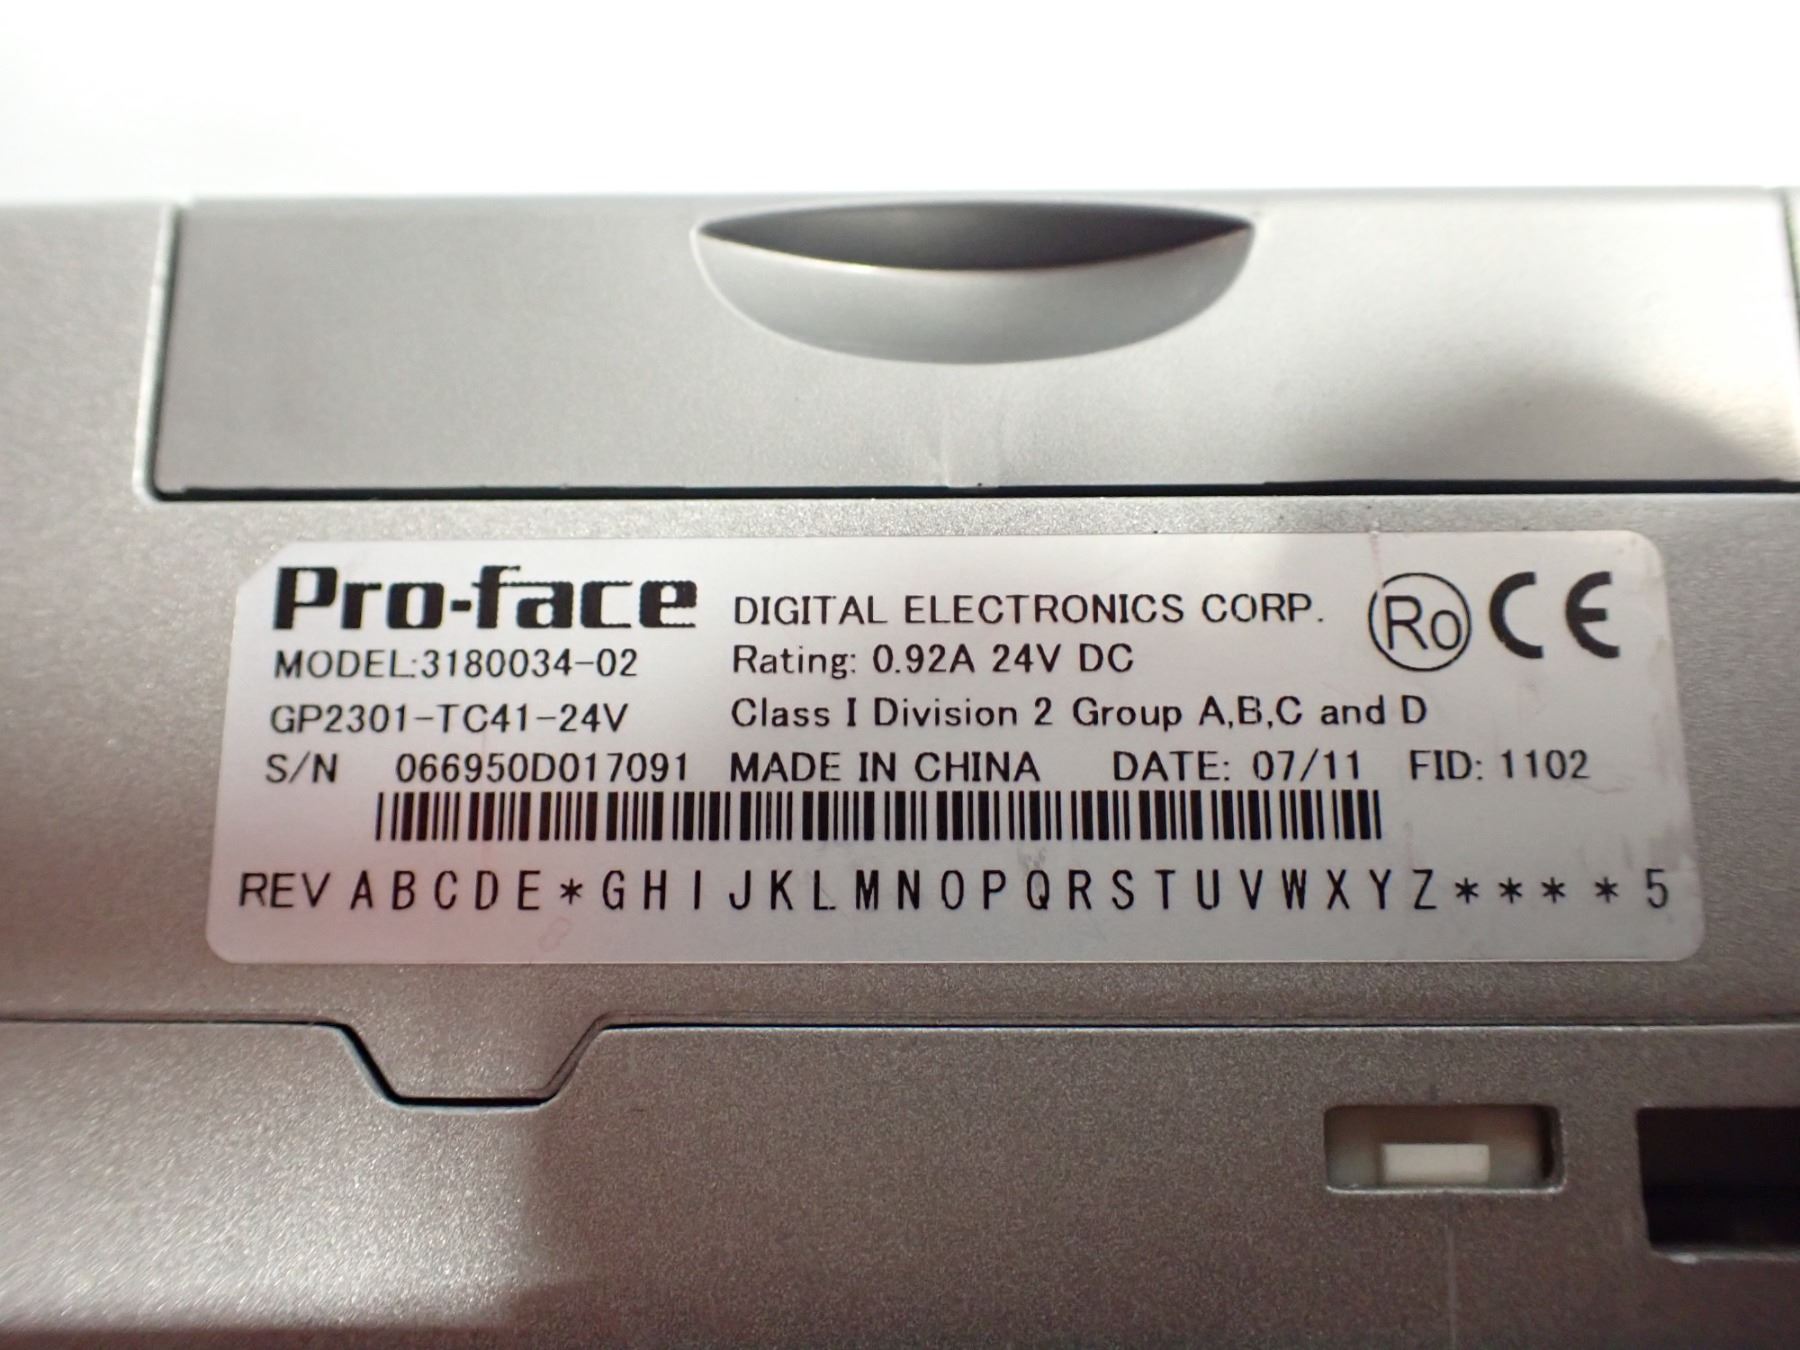 Pro-face DIGITAL ELECTRONICS CORP. Ro CE
MODEL:3180034-02 Rating: 0.92A 24V DC
GP2301-TC41-24V Class I Division 2 Group A,B,C and D
S/N 066950D017091 MADE IN CHINA DATE: 07/11 FID: 1102
REV A B C D E * G H I J K L M N O P Q R S T U V W X Y Z * * * * 5